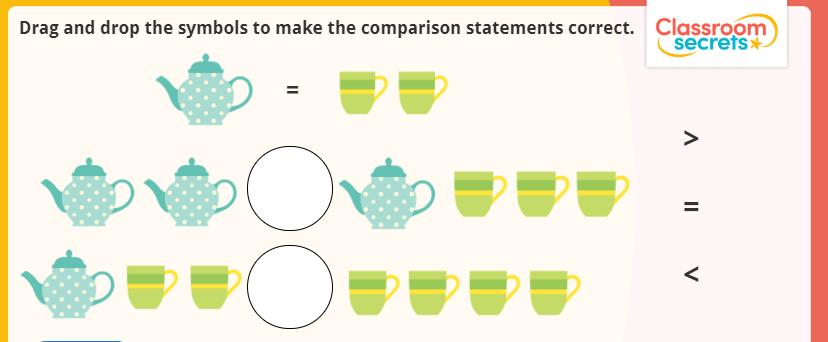 Drag and drop the symbols to make the comparison statements correct.
Classroom
secrets
=
>
=
<